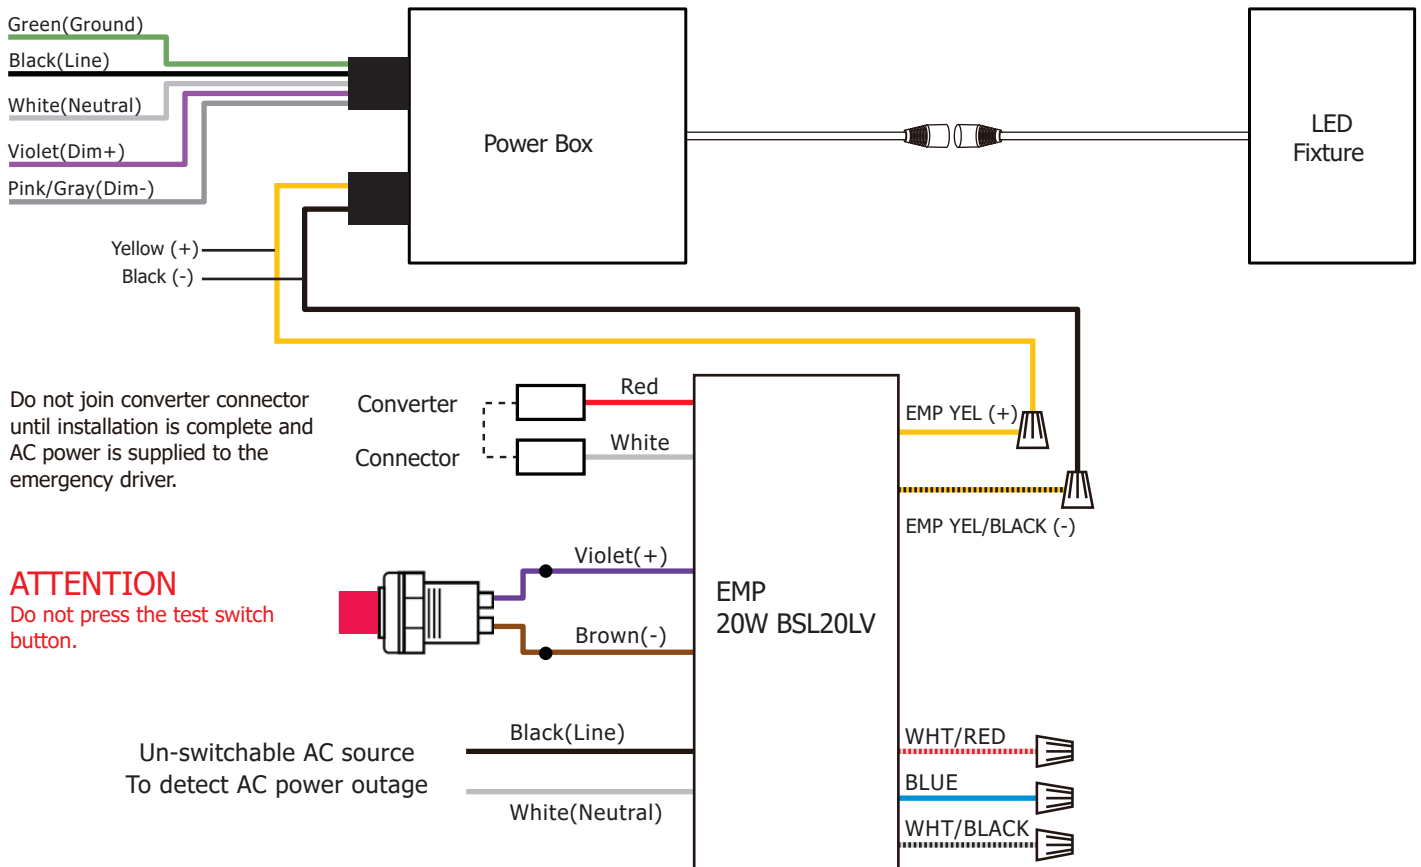 Green(Ground)
Black(Line)
White(Neutral)
Violet(Dim+)
Pink/Gray(Dim-)
Yellow (+)
Black (-)
Power Box
LED
Fixture
Do not join converter connector
until installation is complete and
AC power is supplied to the
emergency driver.
Converter
Connector
Red
White
EMP YEL (+)
EMP YEL/BLACK (-)
ATTENTION
Do not press the test switch
button.
Violet(+)
Brown(-)
EMP
20W BSL20LV
Un-switchable AC source
To detect AC power outage
Black(Line)
White(Neutral)
WHT/RED
BLUE
WHT/BLACK